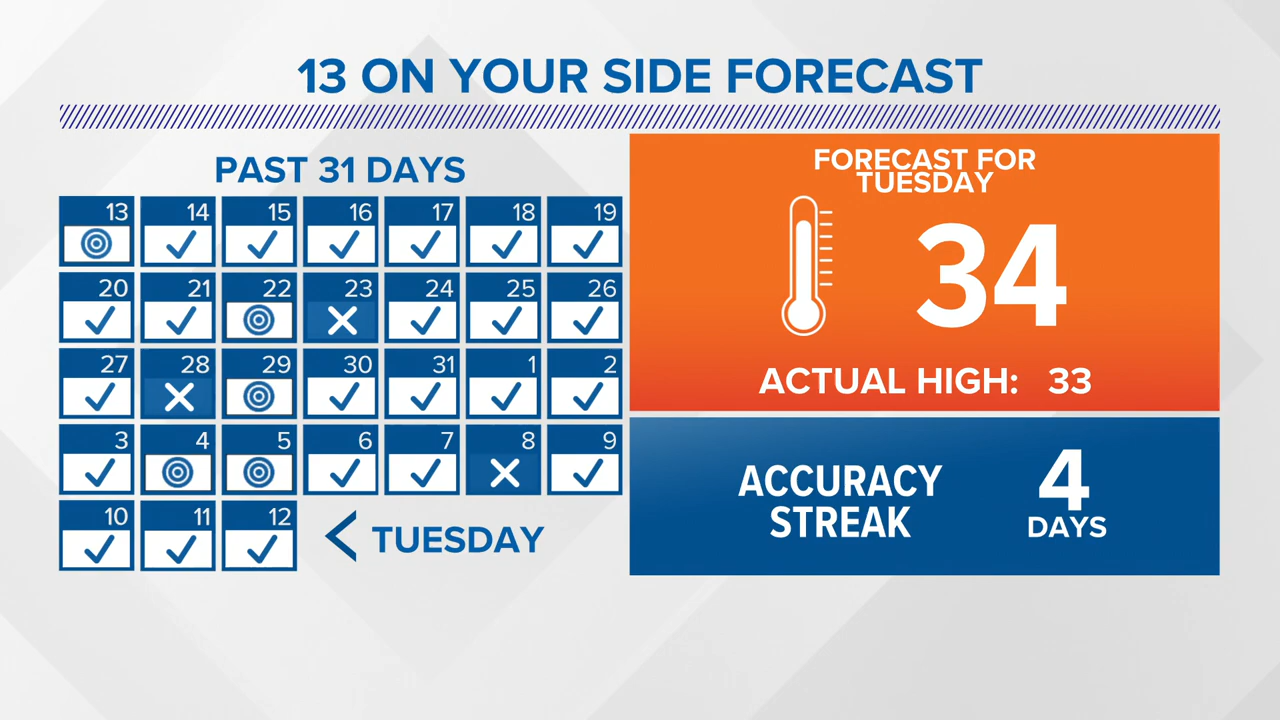 13 ON YOUR SIDE FORECAST
PAST 31 DAYS
13 14 15 16 17 18 19
20 21 22 23 24 25 26
27 28 29 30 31 1 2
3 4 5 6 7 8 9
10 11 12
TUESDAY
FORECAST FOR
TUESDAY
34
ACTUAL HIGH: 33
ACCURACY
STREAK
4
DAYS